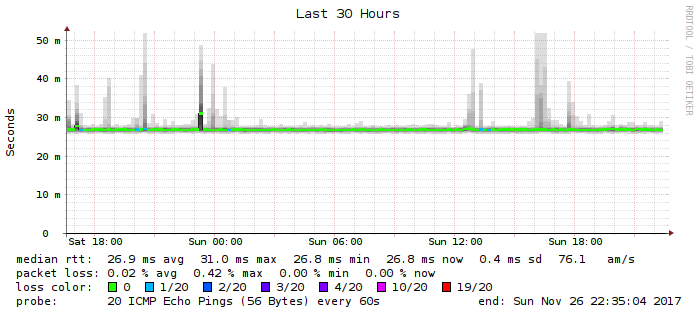 Last 30 Hours
RRDTOOL / TOBI OETIKER
Seconds
50 m
40 m
30 m
20 m
10 m
0
Sat 18:00 Sun 00:00 Sun 06:00 Sun 12:00 Sun 18:00
median rtt: 26.9 ms avg 31.0 ms max 26.8 ms min 26.8 ms now 0.4 ms sd 76.1 am/s
packet loss: 0.02 % avg 0.42 % max 0.00 % min 0.00 % now
loss color: 0 1/20 2/20 3/20 4/20 10/20 19/20
probe: 20 ICMP Echo Pings (56 Bytes) every 60s end: Sun Nov 26 22:35:04 2017